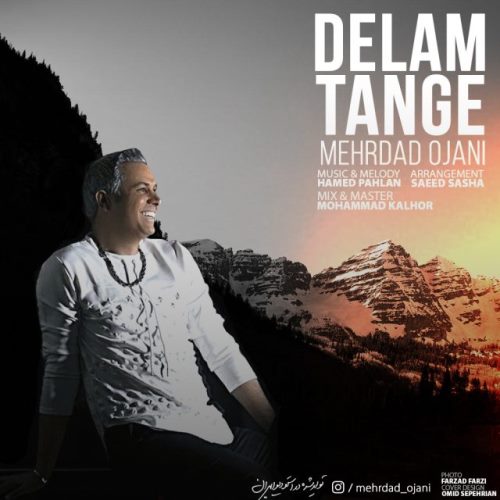 DELAM
TANGE
MEHRDAD OJANI
MUSIC & MELODY ARRANGEMENT
HAMED PAHLAN SAEED SASHA
MIX & MASTER
MOHAMMAD KALHOR
/ mehrdad_ojani
PHOTO
FARZAD FARZI
COVER DESIGN
OMID SEPEHRIAN